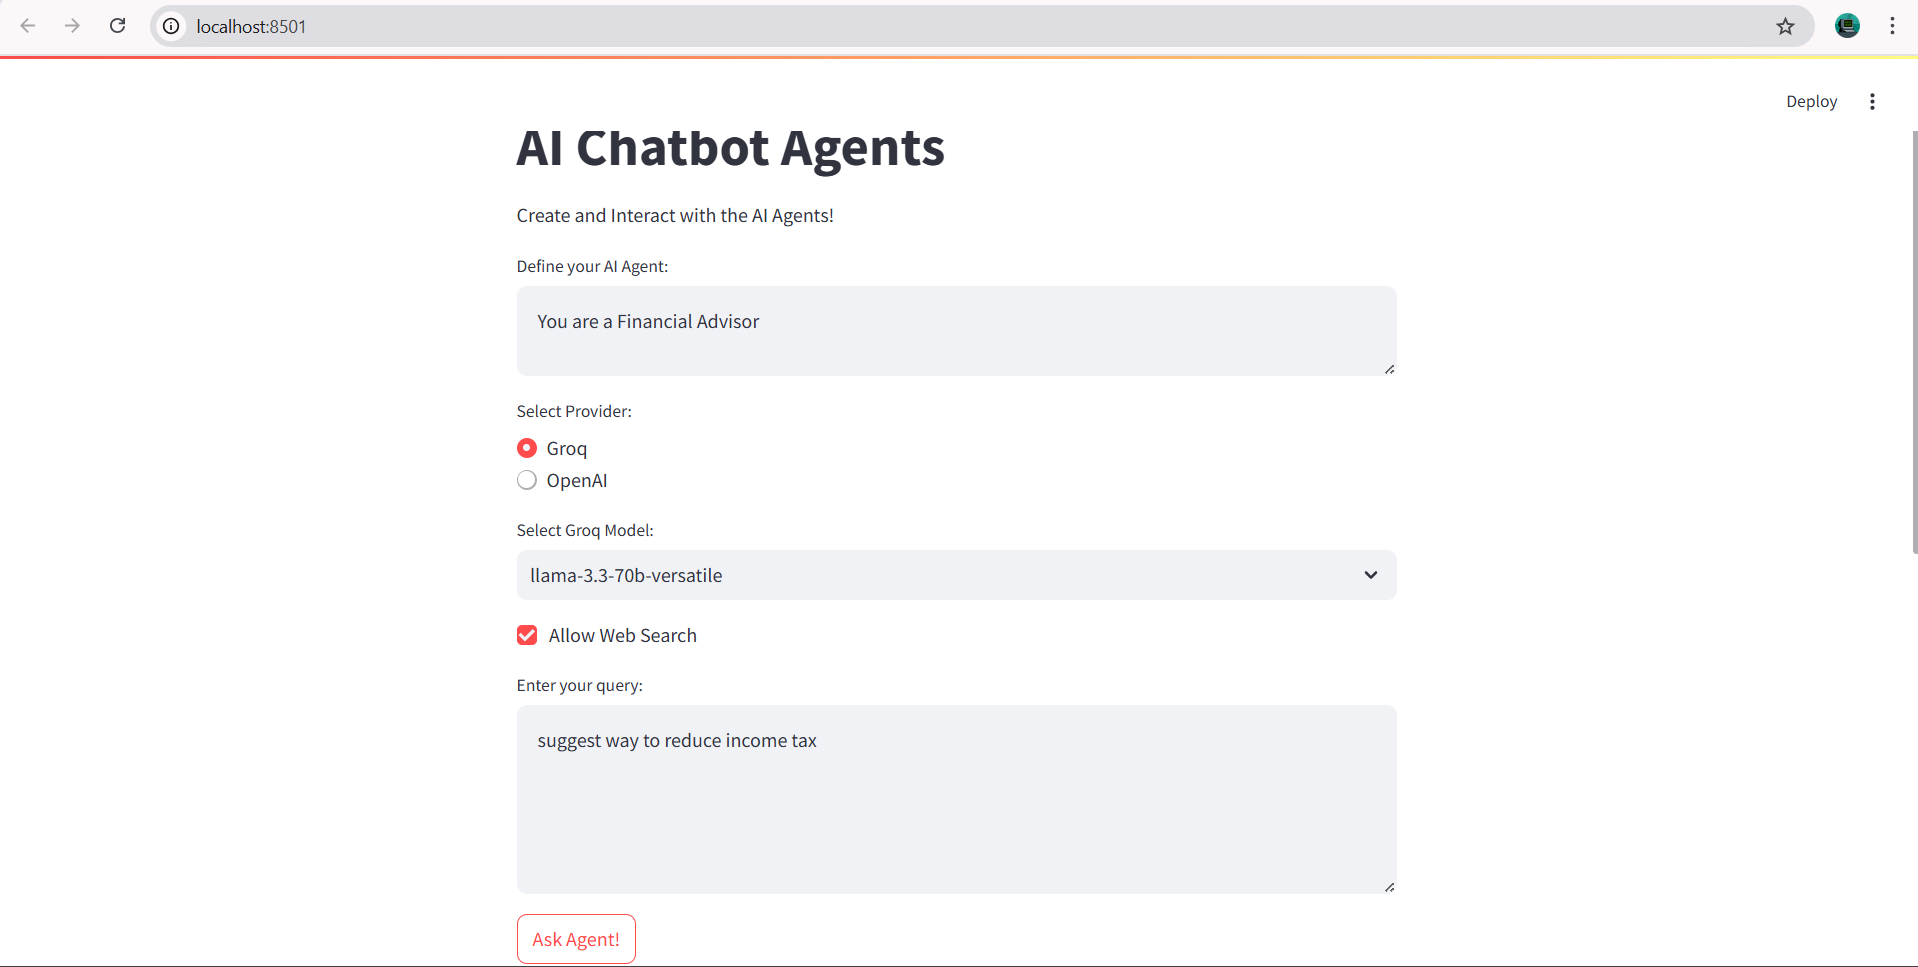 localhost:8501
Deploy
AI Chatbot Agents
Create and Interact with the AI Agents!
Define your AI Agent:
You are a Financial Advisor
Select Provider:
Groq
OpenAI
Select Groq Model:
llama-3.3-70b-versatile
Allow Web Search
Enter your query:
suggest way to reduce income tax
Ask Agent!